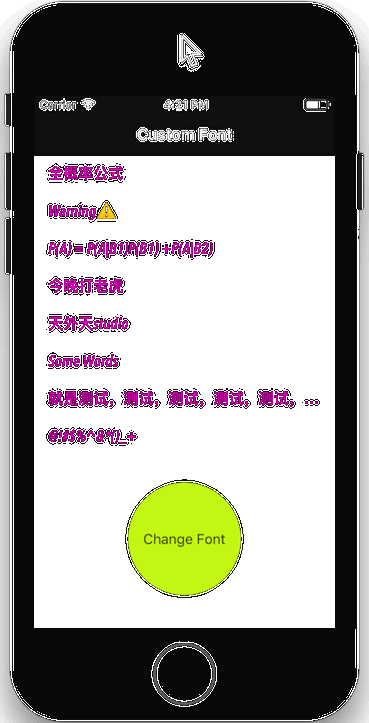 Carrier 4:21 PM
Custom Font
全概率公式
Warning⚠️
P(A) = P(A|B1)P(B1) + P(A|B2)
今晚打老虎
天外天studio
Some Words
就是测试，测试，测试，测试，测试，...
Change Font